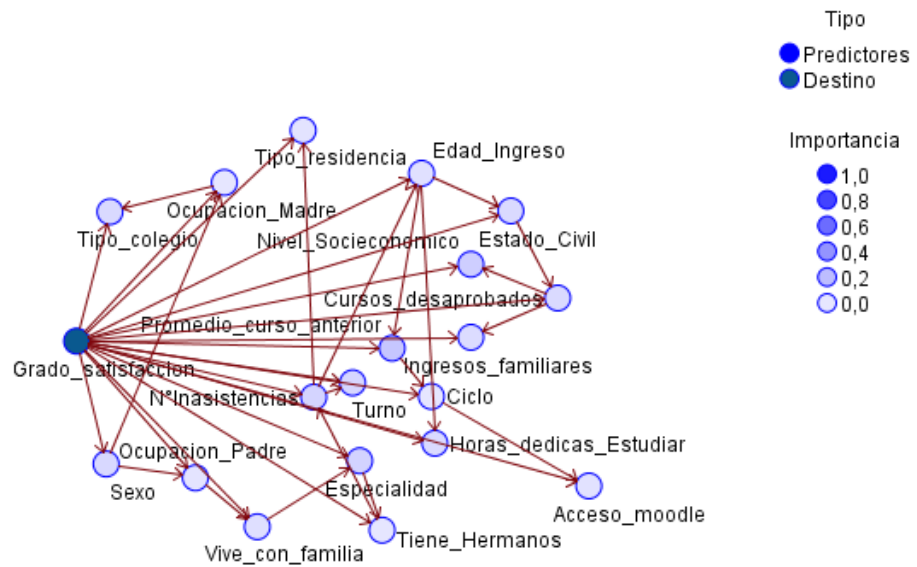 Tipo
Predictores
Destino
Importancia
1,0
0,8
0,6
0,4
0,2
0,0
Tipo_residencia
Edad_Ingreso
Ocupacion_Madre
Tipo_colegio
Nivel_Socieconomico
Estado_Civil
Cursos_desaprobados
Promedio_curso_anterior
Grado_satisfaccion
Ingresos_familiares
N°Inasistencias
Turno
Ciclo
Ocupacion_Padre
Horas_dedicas_Estudiar
Sexo
Especialidad
Acceso_moodle
Vive_con_familia
Tiene_Hermanos